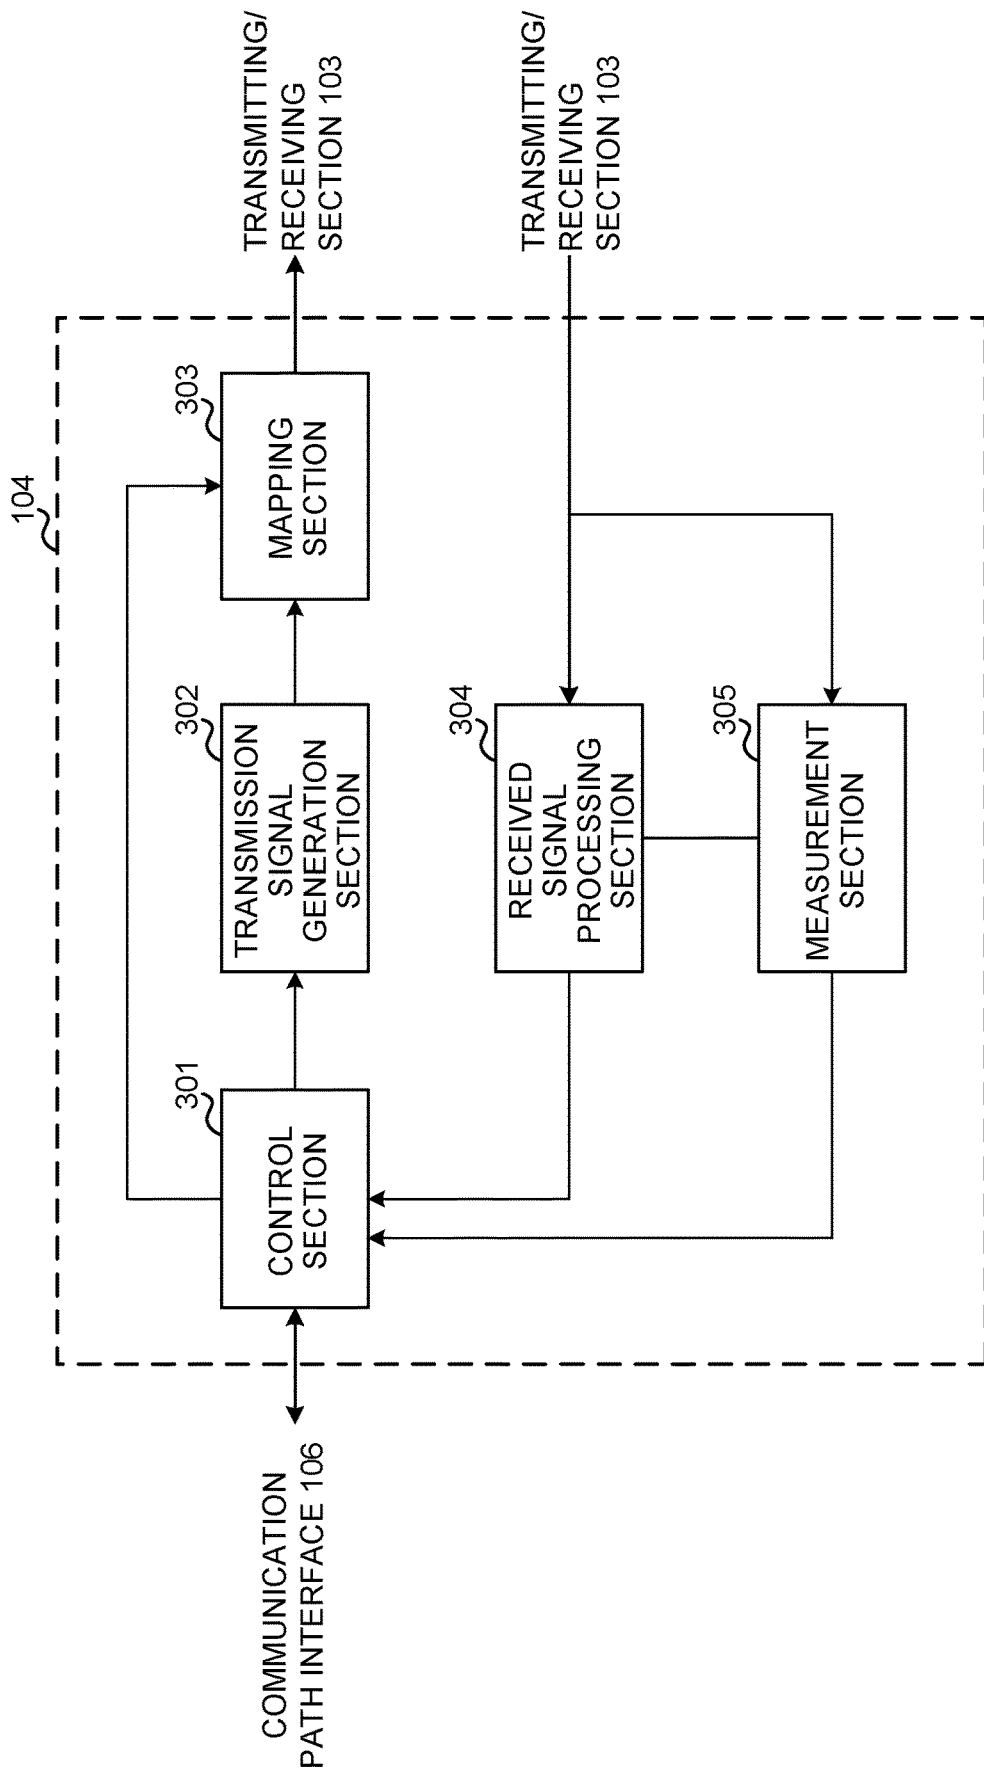 104
COMMUNICATION
PATH INTERFACE 106
301
CONTROL
SECTION
302
TRANSMISSION
SIGNAL
GENERATION
SECTION
303
MAPPING
SECTION
TRANSMITTING/
RECEIVING
SECTION 103
304
RECEIVED
SIGNAL
PROCESSING
SECTION
TRANSMITTING/
RECEIVING
SECTION 103
305
MEASUREMENT
SECTION